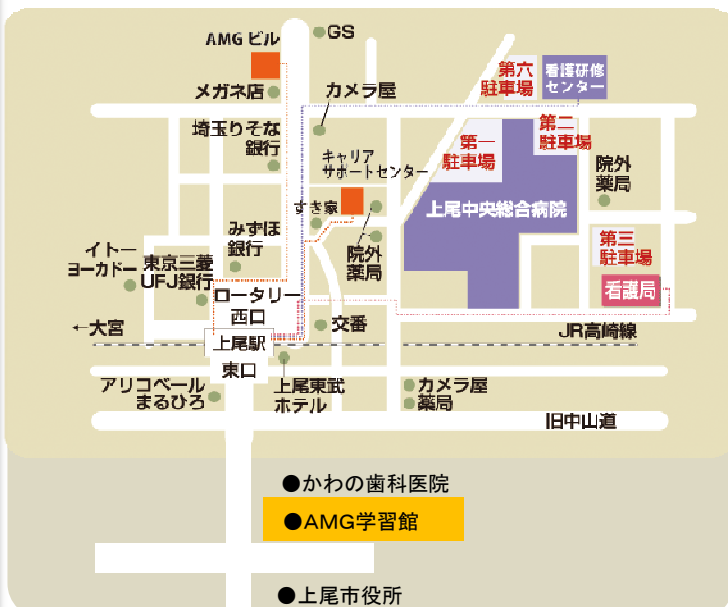 GS
AMG ビル
メガネ店
カメラ屋
第六
駐車場
看護研修
センター
埼玉りそな
銀行
キャリア
サポートセンター
第一
駐車場
第二
駐車場
院外
薬局
すき家
上尾中央総合病院
みずほ
銀行
院外
薬局
第三
駐車場
イトー
ヨーカドー
東京三菱
UFJ銀行
看護局
ロータリー
西口
←大宮
交番
JR高崎線
上尾駅
東口
アリコベール
まるひろ
上尾東武
ホテル
カメラ屋
薬局
旧中山道
●かわの歯科医院
●AMG学習館
●上尾市役所